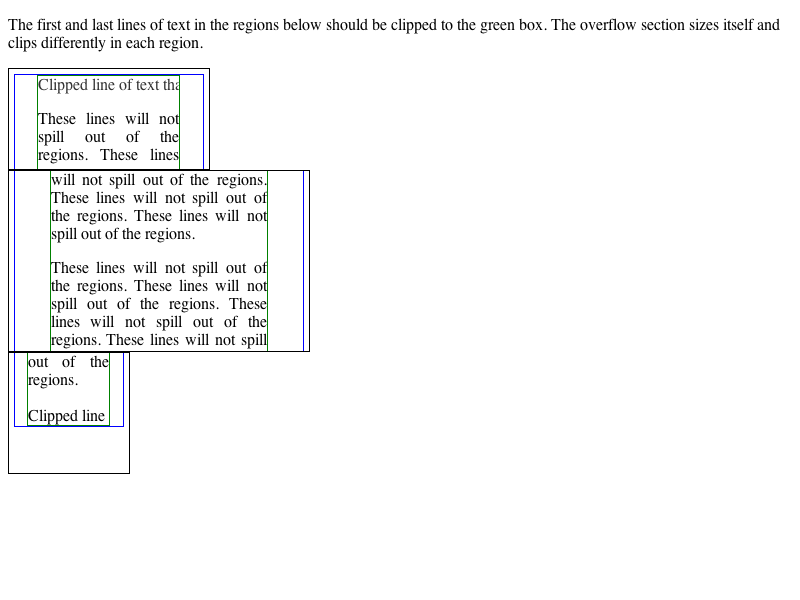 The first and last lines of text in the regions below should be clipped to the green box. The overflow section sizes itself and
clips differently in each region.
Clipped line of text tha
These lines will not
spill out of the
regions. These lines
will not spill out of the regions.
These lines will not spill out of
the regions. These lines will not
spill out of the regions.
These lines will not spill out of
the regions. These lines will not
spill out of the regions. These
lines will not spill out of the
regions. These lines will not spill
out of the
regions.
Clipped line